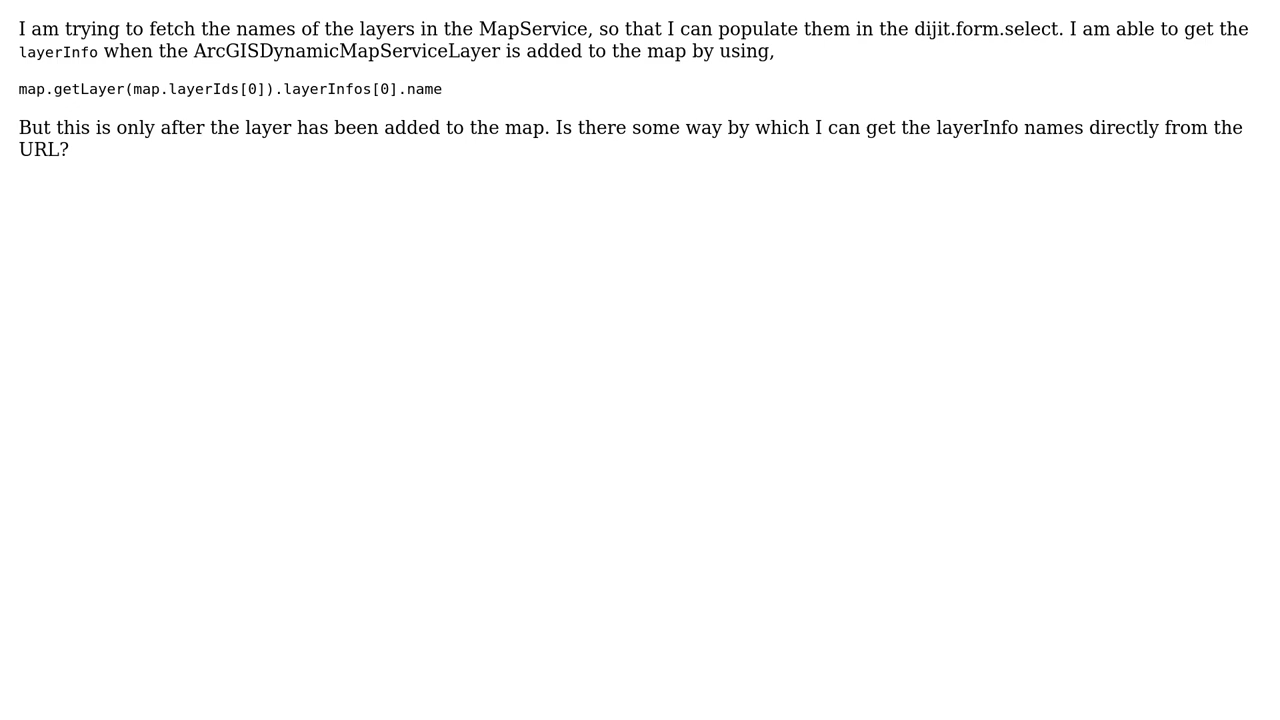 I am trying to fetch the names of the layers in the MapService, so that I can populate them in the dijit.form.select. I am able to get the
layerInfo when the ArcGISDynamicMapServiceLayer is added to the map by using,
map.getLayer(map.layerIds[0]).layerInfos[0].name
But this is only after the layer has been added to the map. Is there some way by which I can get the layerInfo names directly from the
URL?